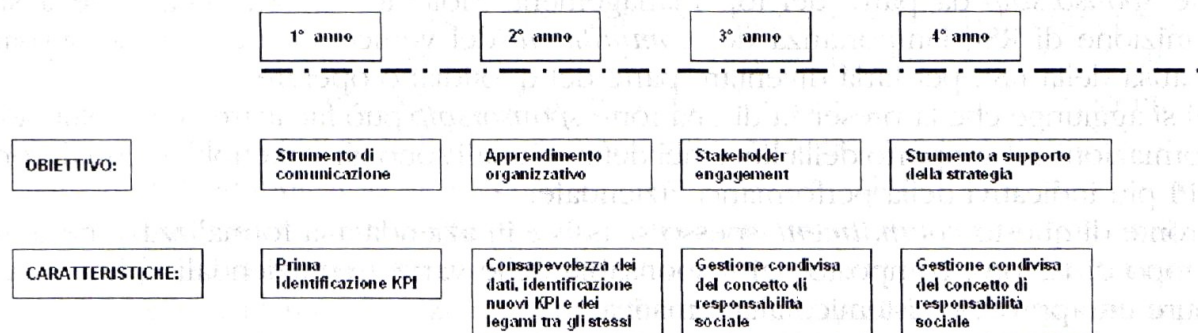 1° anno 2° anno 3° anno 4° anno
OBIETTIVO: Strumento di Apprendimento Stakeholder Strumento a supporto
comunicazione organizzativo engagement della strategia
CARATTERISTICHE: Prima Consapevolezza dei Gestione condivisa Gestione condivisa
identificazione KPI dati, identificazione del concetto di del concetto di
nuovi KPI e dei responsabilità responsabilità
legami tra gli stessi sociale sociale